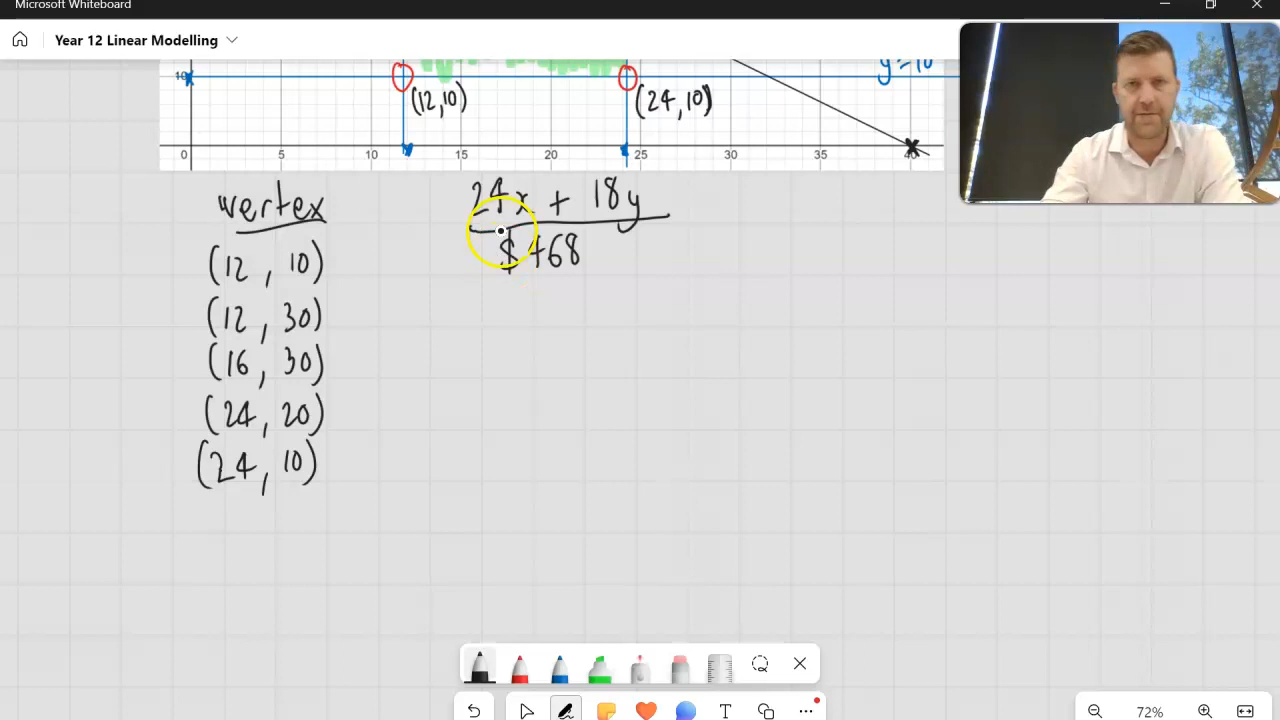 Microsoft Whiteboard
Year 12 Linear Modelling
10
y = 10
(12,10)
(24,10)
0 5 10 15 20 25 30 35 40
vertex
24x + 18y
(12, 10)
$468
(12, 30)
(16, 30)
(24, 20)
(24, 10)
72%